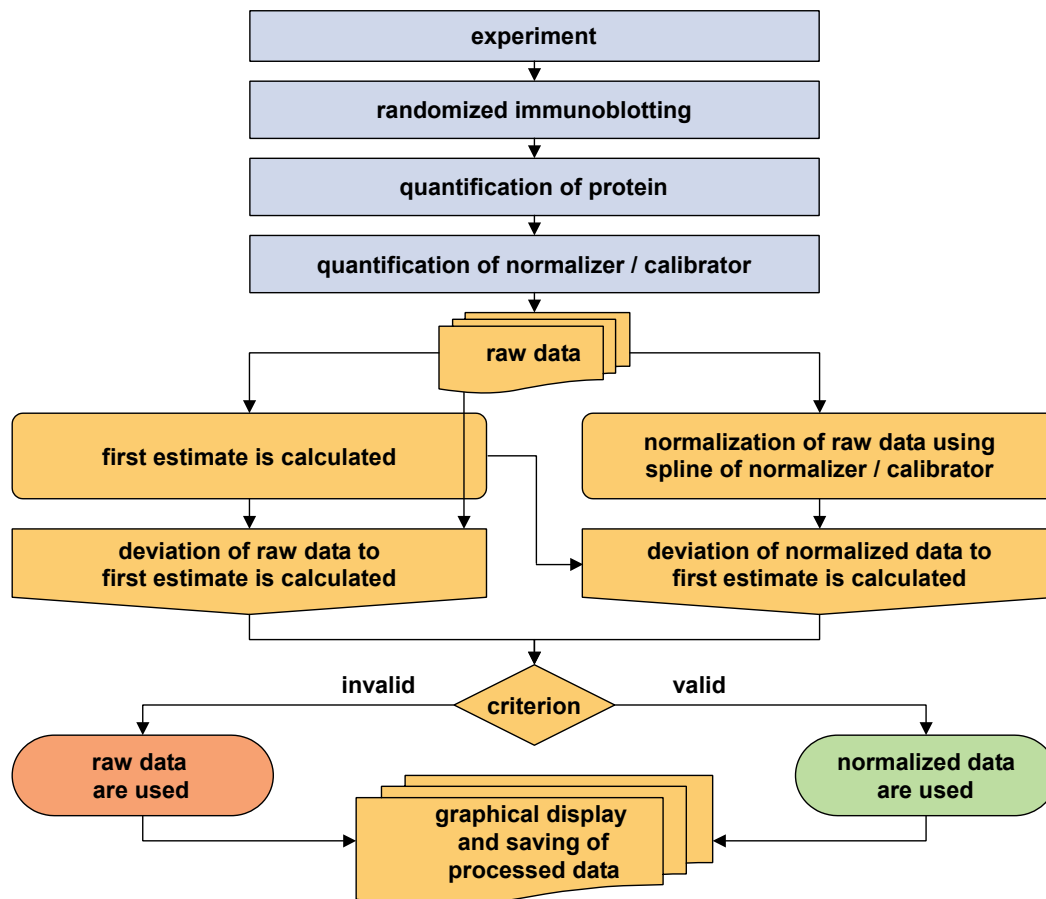 experiment
randomized immunoblotting
quantification of protein
quantification of normalizer / calibrator
raw data
first estimate is calculated
normalization of raw data using
spline of normalizer / calibrator
deviation of raw data to
first estimate is calculated
deviation of normalized data to
first estimate is calculated
invalid
valid
criterion
raw data
are used
normalized data
are used
graphical display
and saving of
processed data